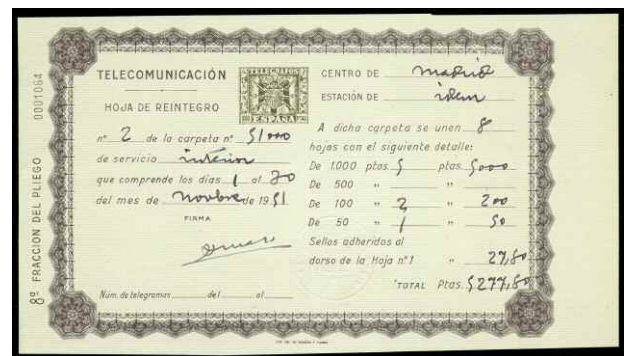 0001064
8ª FRACCION DEL PLIEGO
TELECOMUNICACIÓN
HOJA DE REINTEGRO
TELEGRAFOS
ESPAÑA
CENTRO DE Madrid
ESTACIÓN DE idem
nº 2 de la carpeta nº 51000
de servicio interior
que comprende los días 1 al 30
del mes de Novbre de 1951
FIRMA
Núm. de telegramas del al
A dicha carpeta se unen 8
hojas con el siguiente detalle:
De 1.000 ptas 5 ptas. 5000
De 500 " "
De 100 " 2 " 200
De 50 " 1 " 50
Sellos adheridos al
dorso de la Hoja nº 1 " 27,80
TOTAL Ptas. 5277,80